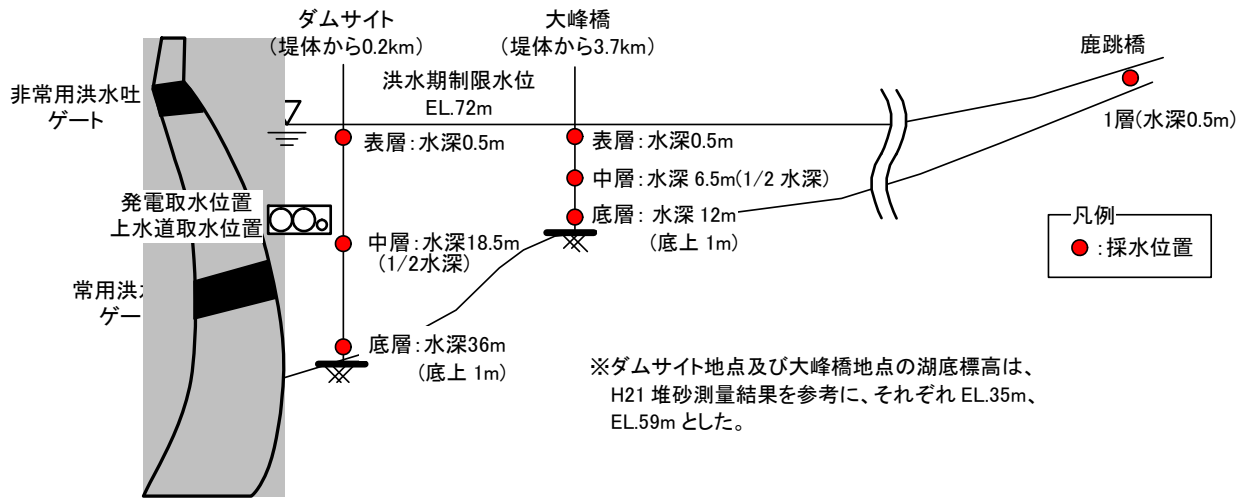 ダムサイト
(堤体から0.2km)
大峰橋
(堤体から3.7km)
鹿跳橋
洪水期制限水位
EL.72m
非常用洪水吐
ゲート
表層:水深0.5m
表層:水深0.5m
1層(水深0.5m)
中層:水深 6.5m(1/2 水深)
発電取水位置
上水道取水位置
底層: 水深 12m
(底上 1m)
凡例
:採水位置
中層:水深18.5m
(1/2水深)
常用洪
ゲー
底層:水深36m
(底上 1m)
※ダムサイト地点及び大峰橋地点の湖底標高は、
H21 堆砂測量結果を参考に、それぞれ EL.35m、
EL.59m とした。